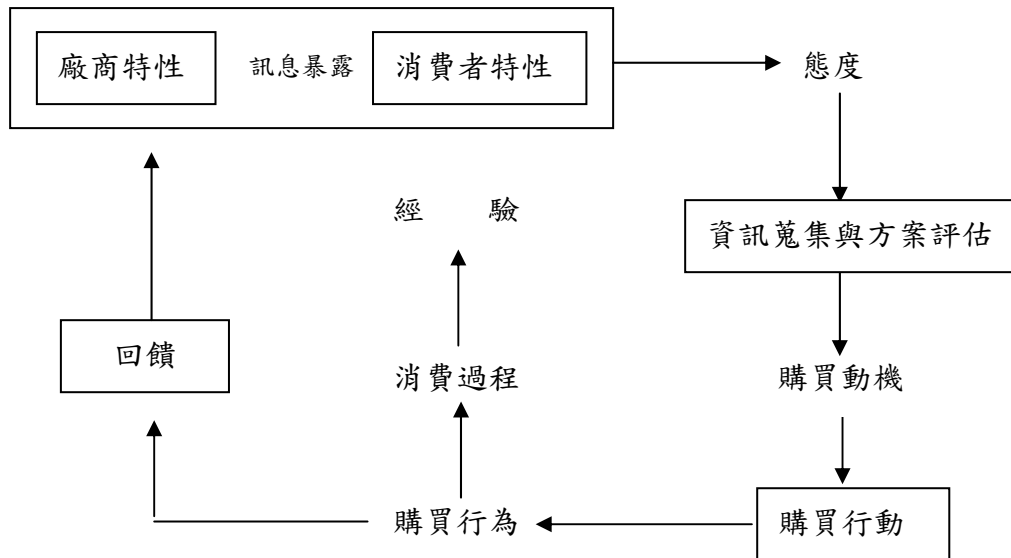 廠商特性 訊息暴露 消費者特性 態度
經 驗
資訊蒐集與方案評估
回饋
消費過程
購買動機
購買行為
購買行動